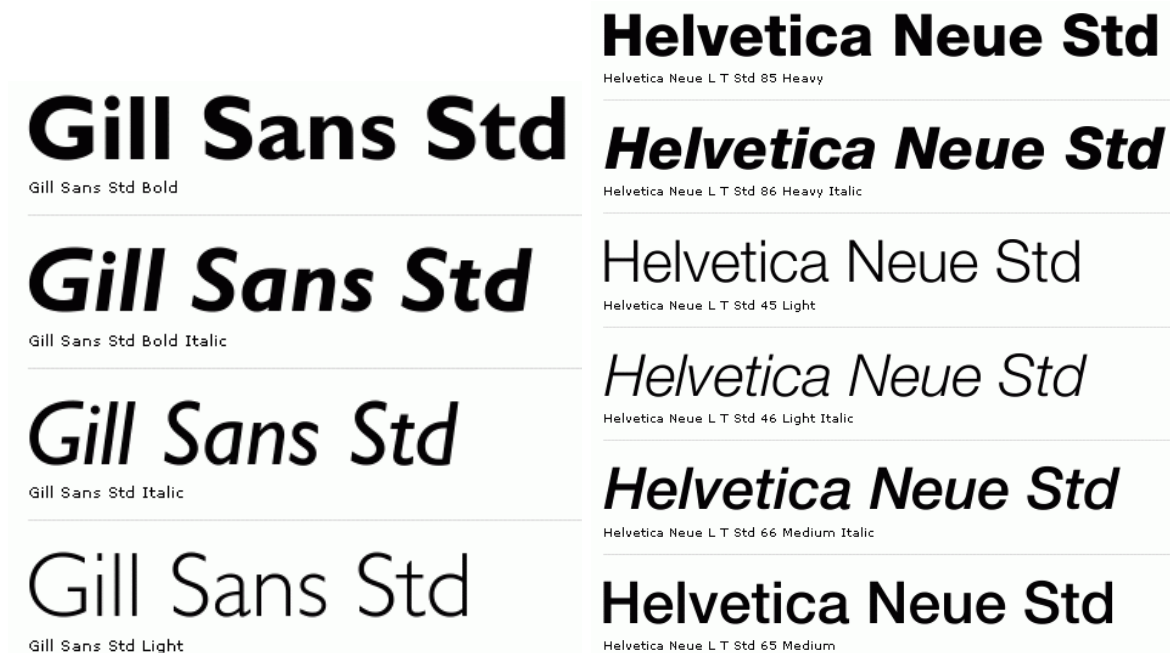 Gill Sans Std
Gill Sans Std Bold
Gill Sans Std
Gill Sans Std Bold Italic
Gill Sans Std
Gill Sans Std Italic
Gill Sans Std
Gill Sans Std Light
Helvetica Neue Std
Helvetica Neue L T Std 85 Heavy
Helvetica Neue Std
Helvetica Neue L T Std 86 Heavy Italic
Helvetica Neue Std
Helvetica Neue L T Std 45 Light
Helvetica Neue Std
Helvetica Neue L T Std 46 Light Italic
Helvetica Neue Std
Helvetica Neue L T Std 66 Medium Italic
Helvetica Neue Std
Helvetica Neue L T Std 65 Medium